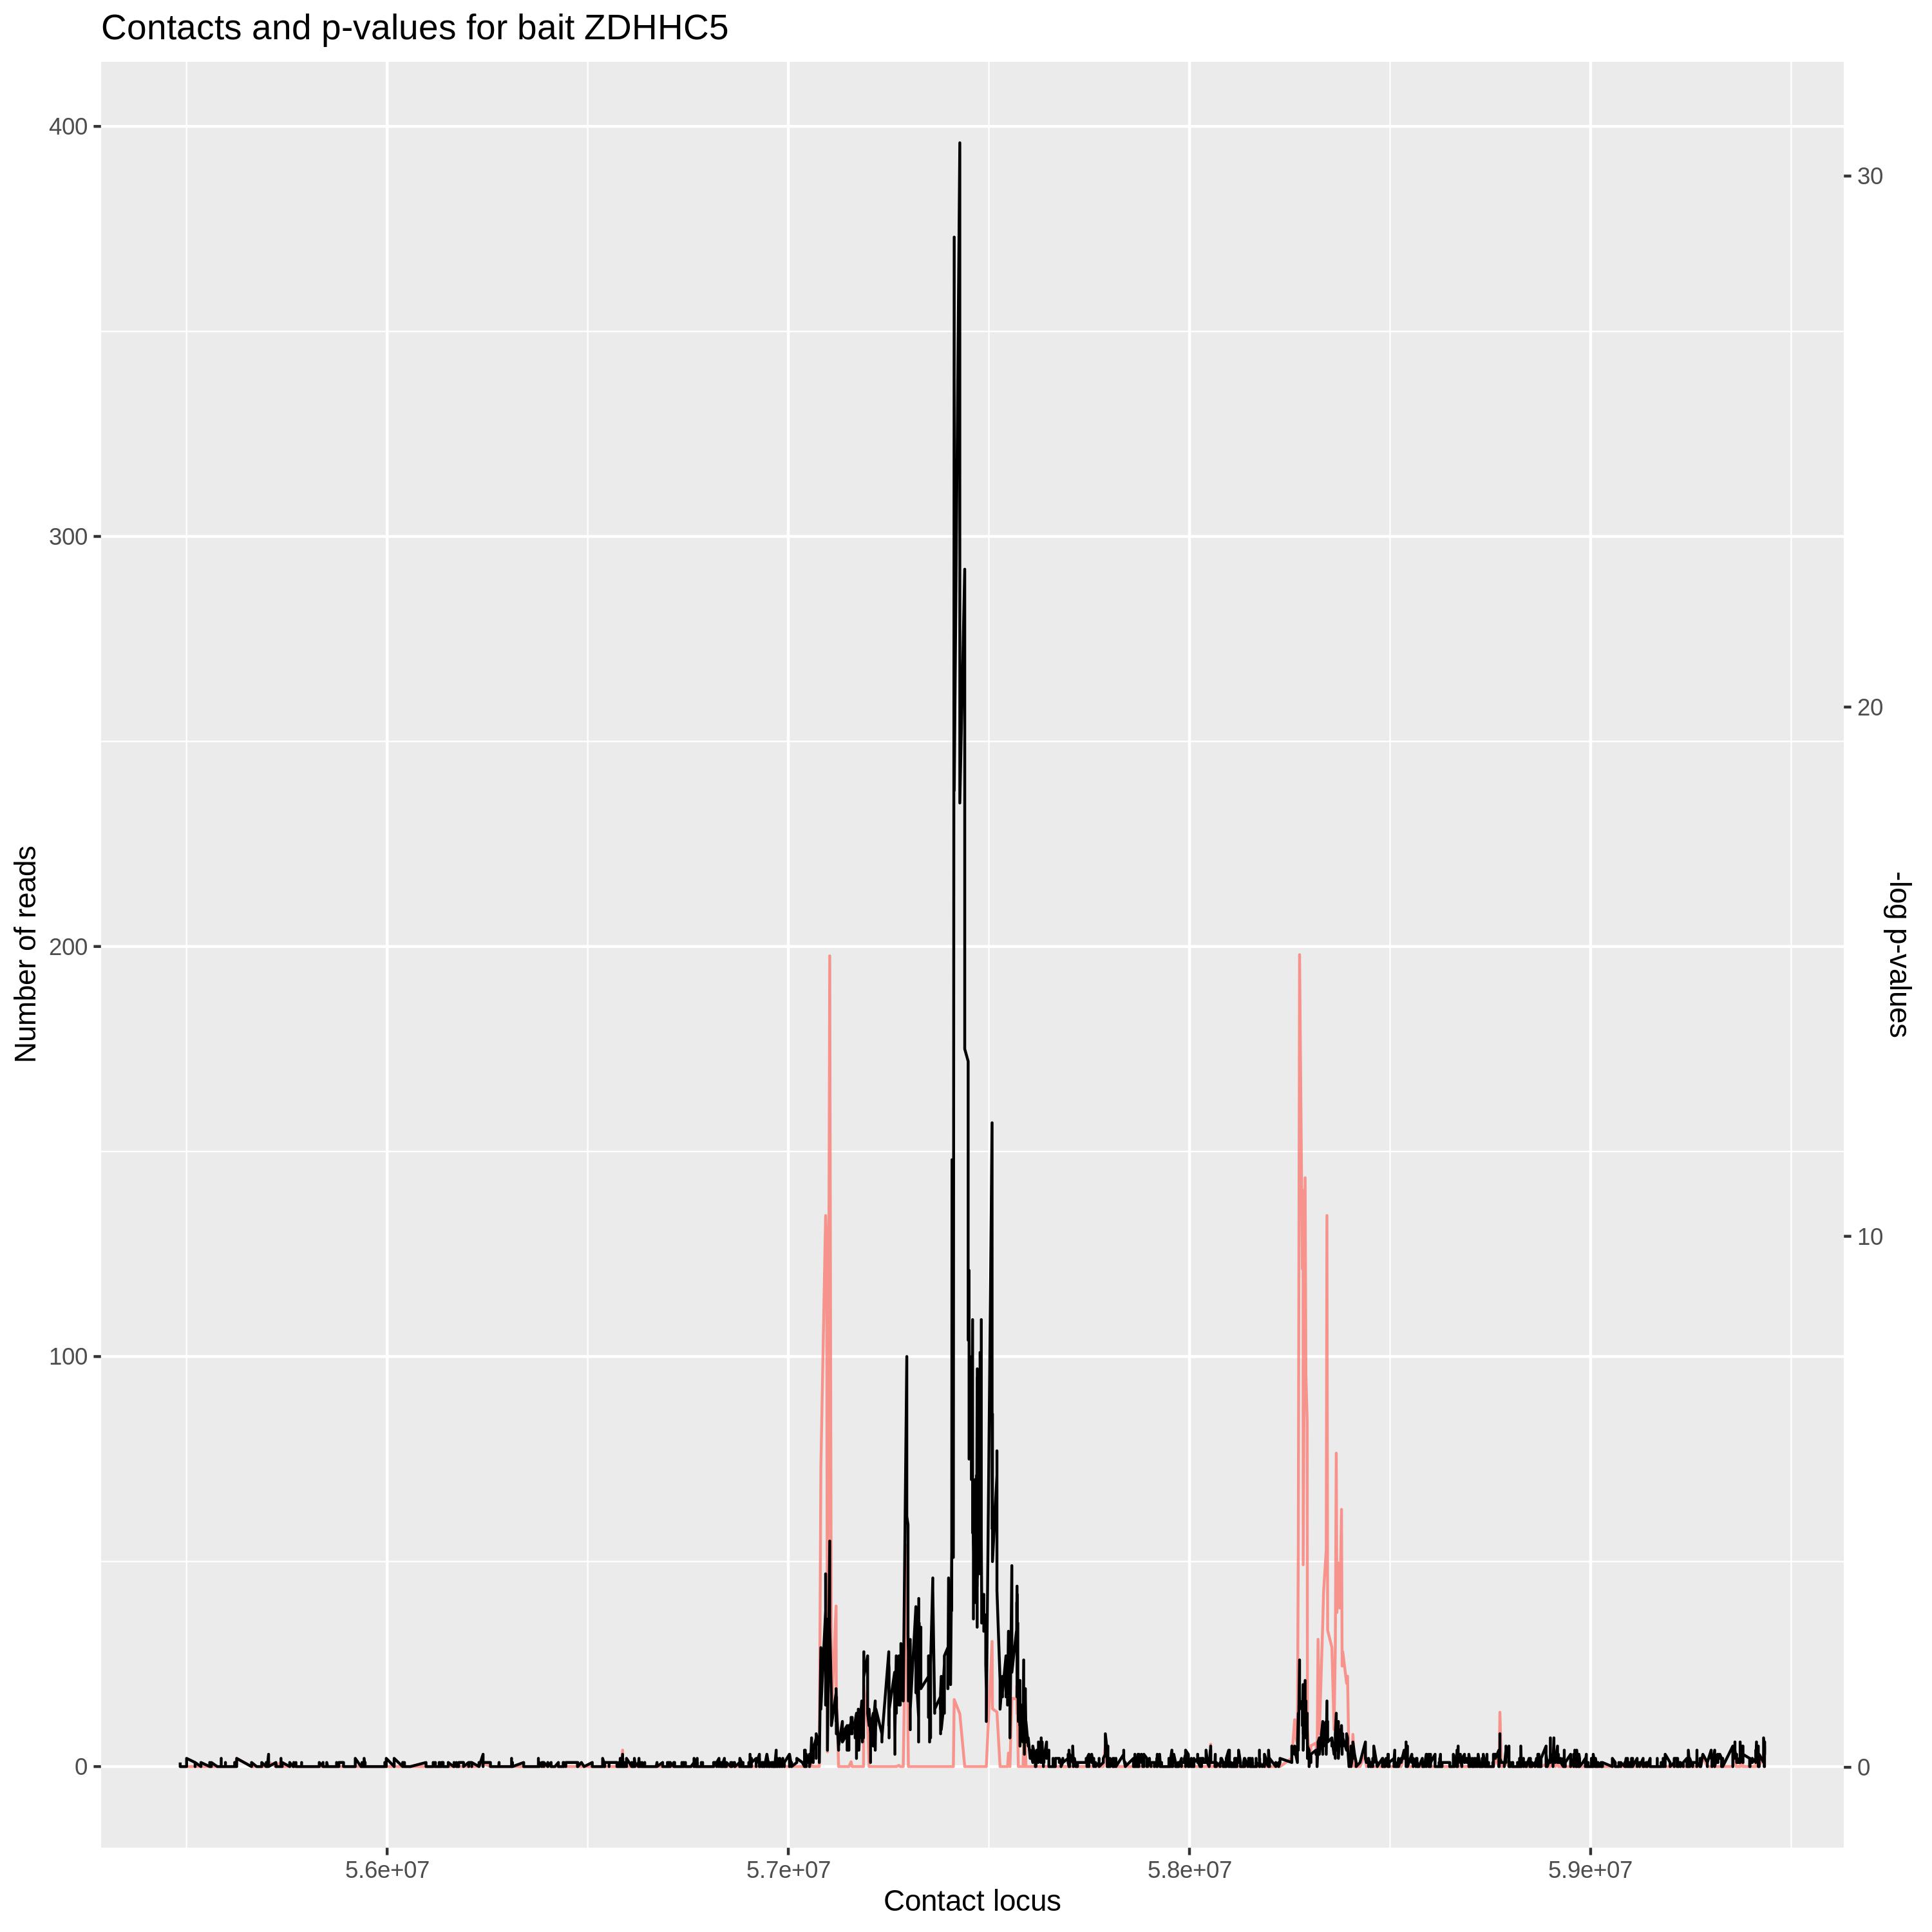 Contacts and p-values for bait ZDHHC5
400
300
200
100
0
30
20
10
0
Number of reads
-log p-values
5.6e+07
5.7e+07
5.8e+07
5.9e+07
Contact locus